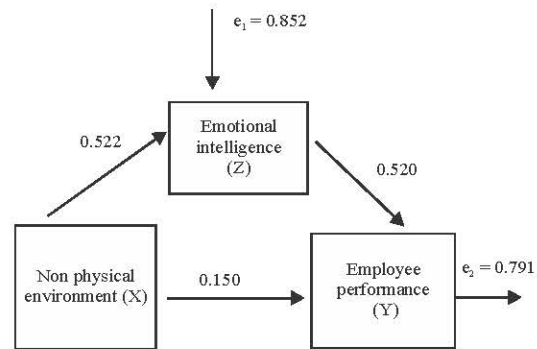 e₁ = 0.852
Emotional
intelligence
(Z)
0.522
0.520
Non physical
environment (X)
0.150
Employee
performance
(Y)
e₂ = 0.791